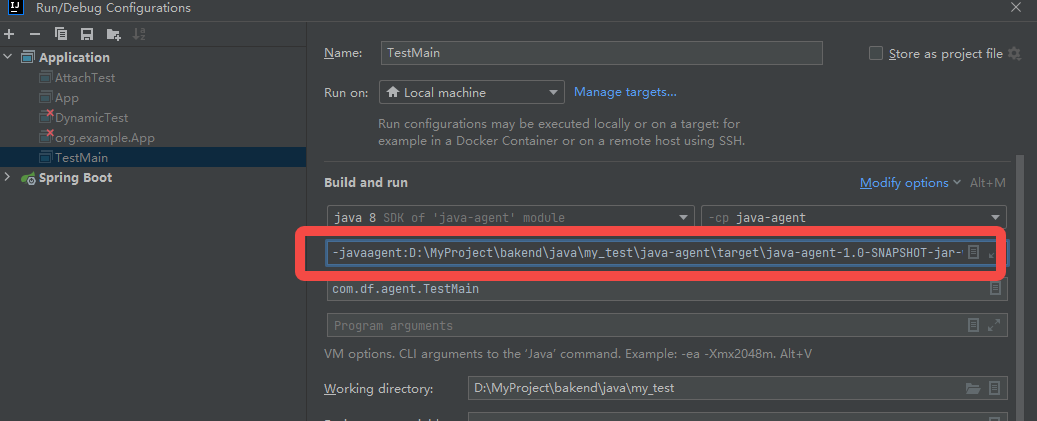 Run/Debug Configurations
Application
AttachTest
App
DynamicTest
org.example.App
TestMain
Spring Boot
Name:
TestMain
Store as project file
Run on:
Local machine
Manage targets...
Run configurations may be executed locally or on a target: for
example in a Docker Container or on a remote host using SSH.
Build and run
Modify options
Alt+M
java 8 SDK of 'java-agent' module
-cp java-agent
-javaagent:D:\MyProject\bakend\java\my_test\java-agent\target\java-agent-1.0-SNAPSHOT-jar-
com.df.agent.TestMain
Program arguments
VM options. CLI arguments to the 'Java' command. Example: -ea -Xmx2048m. Alt+V
Working directory:
D:\MyProject\bakend\java\my_test